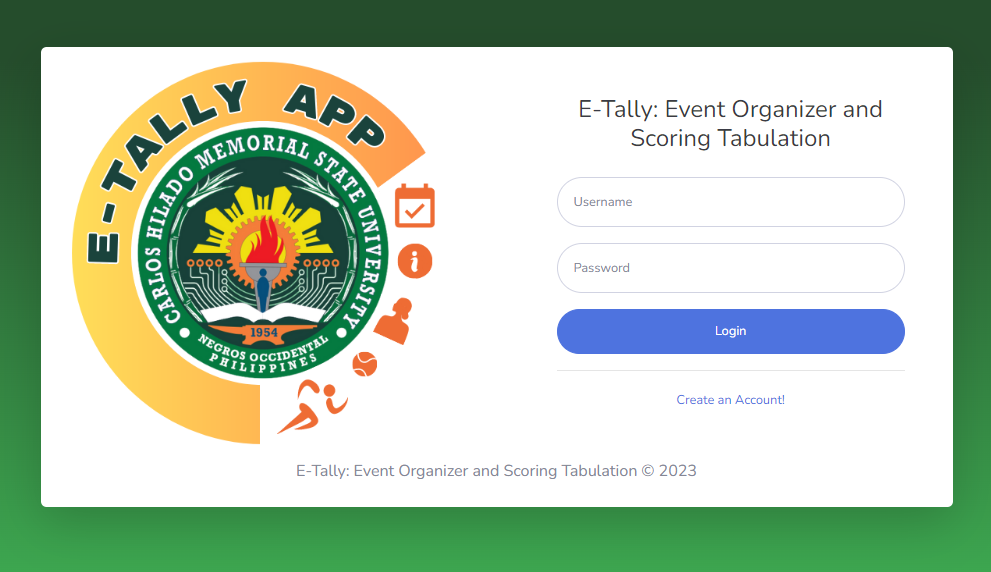 E-TALLY APP
CARLOS HILADO MEMORIAL STATE UNIVERSITY
1954
NEGROS OCCIDENTAL
PHILIPPINES
E-Tally: Event Organizer and
Scoring Tabulation
Username
Password
Login
Create an Account!
E-Tally: Event Organizer and Scoring Tabulation © 2023